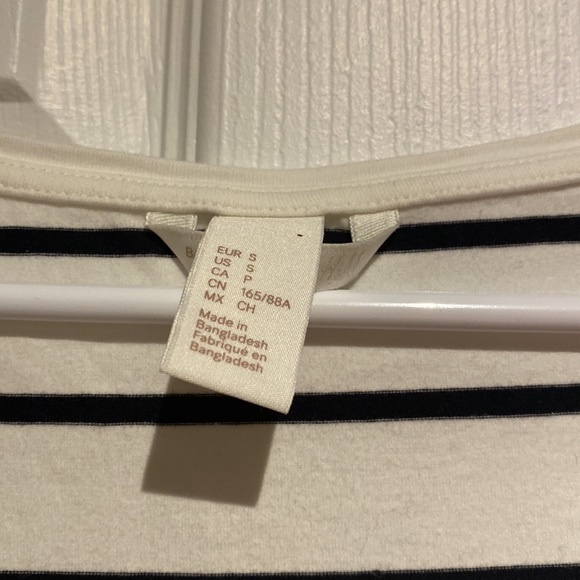 EUR S
US S
CA P
CN 165/88A
MX CH
Made in
Bangladesh
Fabriqué en
Bangladesh